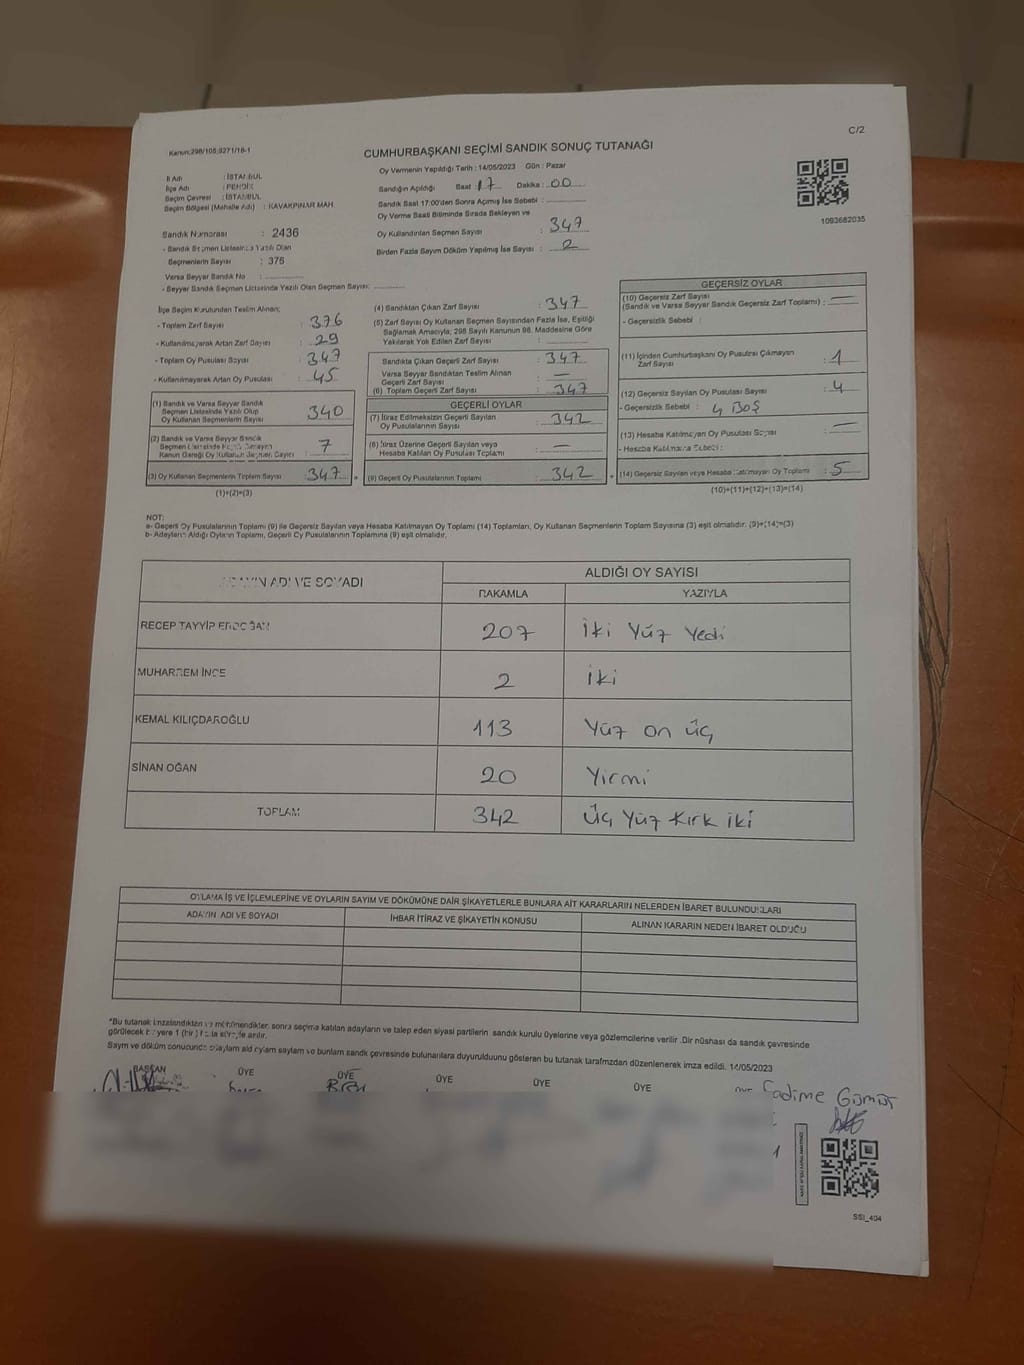 C/2
Kanun:298/105;6271/18-1
CUMHURBAŞKANI SEÇİMİ SANDIK SONUÇ TUTANAĞI
İl Adı : İSTANBUL
İlçe Adı : PENDİK
Seçim Çevresi : İSTANBUL
Seçim Bölgesi (Mahalle Adı) : KAVAKPINAR MAH.
Oy Vermenin Yapıldığı Tarih : 14/05/2023 Gün : Pazar
Sandığın Açıldığı Saat : 17 Dakika : 00
Sandık Saat 17:00'den Sonra Açımış İse Sebebi :
Oy Verme Saati Bitiminde Sırada Bekleyen ve
Oy Kullandırılan Seçmen Sayısı : 347
Birden Fazla Sayım Döküm Yapılmış İse Sayısı : 2
1093682035
Sandık Numarası : 2436
- Sandık Seçmen Listesinde Yazılı Olan
Seçmenlerin Sayısı : 376
Varsa Seyyar Sandık No :
- Seyyar Sandık Seçmen Listesinde Yazılı Olan Seçmen Sayısı:
İlçe Seçim Kurulundan Teslim Alınan;
- Toplam Zarf Sayısı : 376
- Kullanılmayarak Artan Zarf Sayısı : 29
- Toplam Oy Pusulası Sayısı : 347
- Kullanılmayarak Artan Oy Pusulası : 45
(1) Sandık ve Varsa Seyyar Sandık
Seçmen Listesinde Yazılı Olup
Oy Kullanan Seçmenlerin Sayısı : 340
(2) Sandık ve Varsa Seyyar Sandık
Seçmen Listesinde Kayıtlı Olmayan
Kanun Gereği Oy Kullanan Seçmen Sayısı : 7
(3) Oy Kullanan Seçmenlerin Toplam Sayısı : 347
(1)+(2)=(3)
(4) Sandıktan Çıkan Zarf Sayısı : 347
(5) Zarf Sayısı Oy Kullanan Seçmen Sayısından Fazla İse, Eşitliği
Sağlamak Amacıyla; 298 Sayılı Kanunun 98. Maddesine Göre
Yakılarak Yok Edilen Zarf Sayısı :
Sandıkta Çıkan Geçerli Zarf Sayısı : 347
Varsa Seyyar Sandıktan Teslim Alınan
Geçerli Zarf Sayısı : —
(6) Toplam Geçerli Zarf Sayısı : 347
GEÇERLİ OYLAR
(7) İtiraz Edilmeksizin Geçerli Sayılan
Oy Pusulalarının Sayısı : 342
(8) İtiraz Üzerine Geçerli Sayılan veya
Hesaba Katılan Oy Pusulası Toplamı : —
(9) Geçerli Oy Pusulalarının Toplamı : 342
GEÇERSİZ OYLAR
(10) Geçersiz Zarf Sayısı
(Sandık ve Varsa Seyyar Sandık Geçersiz Zarf Toplamı) : —
- Geçersizlik Sebebi :
(11) İçinden Cumhurbaşkanı Oy Pusulası Çıkmayan
Zarf Sayısı : 1
(12) Geçersiz Sayılan Oy Pusulası Sayısı : 4
- Geçersizlik Sebebi : 4 BOŞ
(13) Hesaba Katılmayan Oy Pusulası Sayısı : —
- Hesaba Katılmama Sebebi :
(14) Geçersiz Sayılan veya Hesaba Katılmayan Oy Toplamı : 5
(10)+(11)+(12)+(13)=(14)
NOT:
a- Geçerli Oy Pusulalarının Toplamı (9) ile Geçersiz Sayılan veya Hesaba Katılmayan Oy Toplamı (14) Toplamları, Oy Kullanan Seçmenlerin Toplam Sayısına (3) eşit olmalıdır. (9)+(14)=(3)
b- Adayların Aldığı Oyların Toplamı, Geçerli Oy Pusulalarının Toplamına (9) eşit olmalıdır.
ADAYIN ADI VE SOYADI
ALDIĞI OY SAYISI
RAKAMLA YAZIYLA
RECEP TAYYİP ERDOĞAN 207 İki Yüz Yedi
MUHARREM İNCE 2 İki
KEMAL KILIÇDAROĞLU 113 Yüz on üç
SİNAN OĞAN 20 Yirmi
TOPLAM 342 Üç Yüz Kırk iki
OYLAMA İŞ VE İŞLEMLERİNE VE OYLARIN SAYIM VE DÖKÜMÜNE DAİR ŞİKAYETLERLE BUNLARA AİT KARARLARIN NELERDEN İBARET BULUNDUKLARI
ADAYIN ADI VE SOYADI İHBAR İTİRAZ VE ŞİKAYETİN KONUSU ALINAN KARARIN NEDEN İBARET OLDUĞU
*Bu tutanak imzalandıktan ve mühürlendikten sonra seçime katılan adayların ve talep eden siyasi partilerin sandık kurulu üyelerine veya gözlemcilerine verilir. Bir nüshası da sandık çevresinde
görülecek bir yere 1 (bir) hafta süreyle asılır.
Sayım ve döküm sonucunda adayların aldığı oyların sayısını ve bunların sandık çevresinde bulunanlara duyurulduunu gösteren bu tutanak tarafımızdan düzenlenerek imza edildi. 14/05/2023
BAŞKAN ÜYE ÜYE ÜYE ÜYE ÜYE
nur Fadime Gümüş
SSI_404